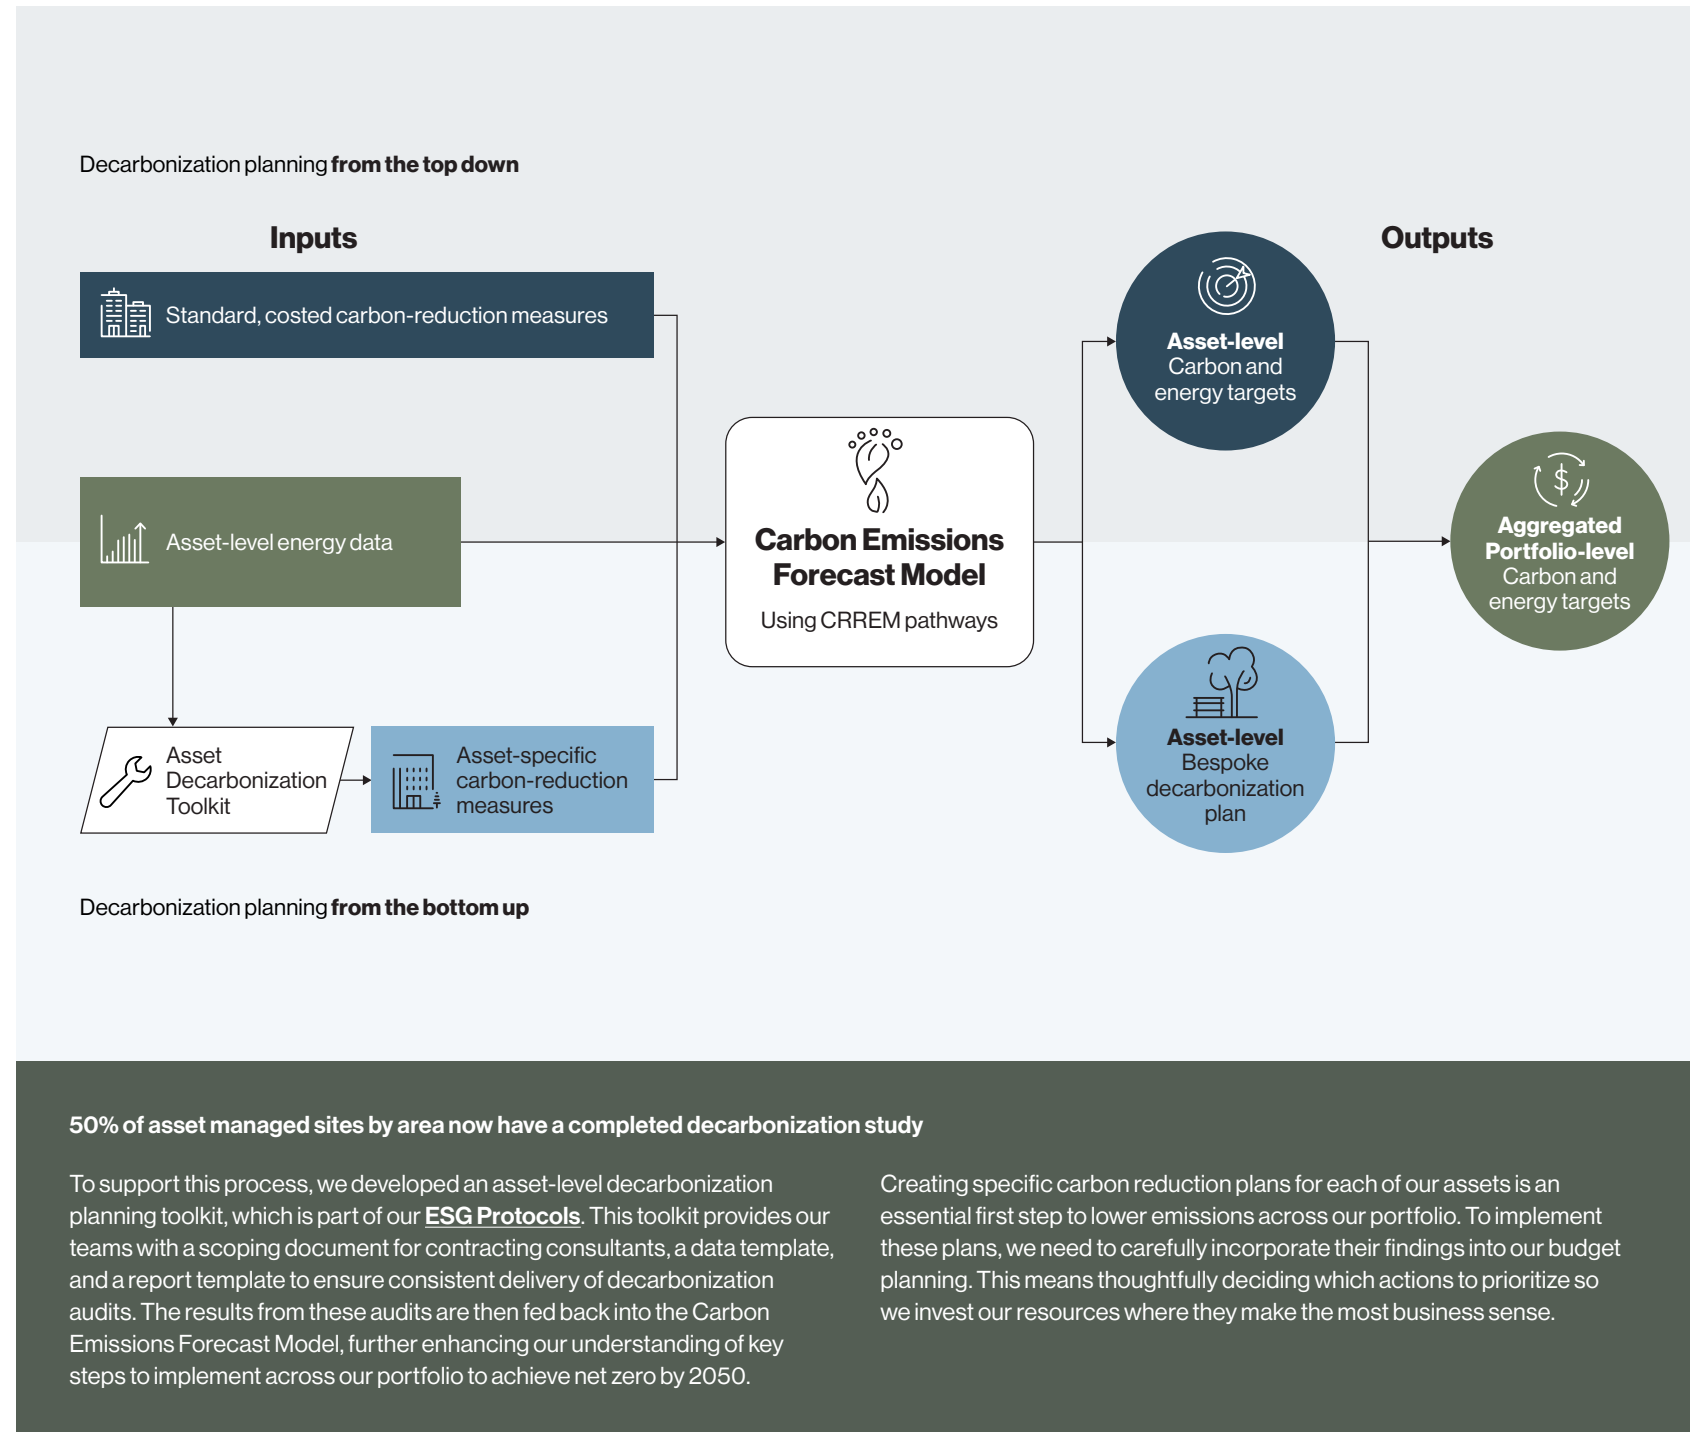 Decarbonization planning from the top down
Inputs
Outputs
Standard, costed carbon-reduction measures
Asset-level energy data
Asset
Decarbonization
Toolkit
Asset-specific
carbon-reduction
measures
Carbon Emissions
Forecast Model
Using CRREM pathways
Asset-level
Carbon and
energy targets
Asset-level
Bespoke
decarbonization
plan
Aggregated
Portfolio-level
Carbon and
energy targets
Decarbonization planning from the bottom up
50% of asset managed sites by area now have a completed decarbonization study
To support this process, we developed an asset-level decarbonization
planning toolkit, which is part of our ESG Protocols. This toolkit provides our
teams with a scoping document for contracting consultants, a data template,
and a report template to ensure consistent delivery of decarbonization
audits. The results from these audits are then fed back into the Carbon
Emissions Forecast Model, further enhancing our understanding of key
steps to implement across our portfolio to achieve net zero by 2050.
Creating specific carbon reduction plans for each of our assets is an
essential first step to lower emissions across our portfolio. To implement
these plans, we need to carefully incorporate their findings into our budget
planning. This means thoughtfully deciding which actions to prioritize so
we invest our resources where they make the most business sense.